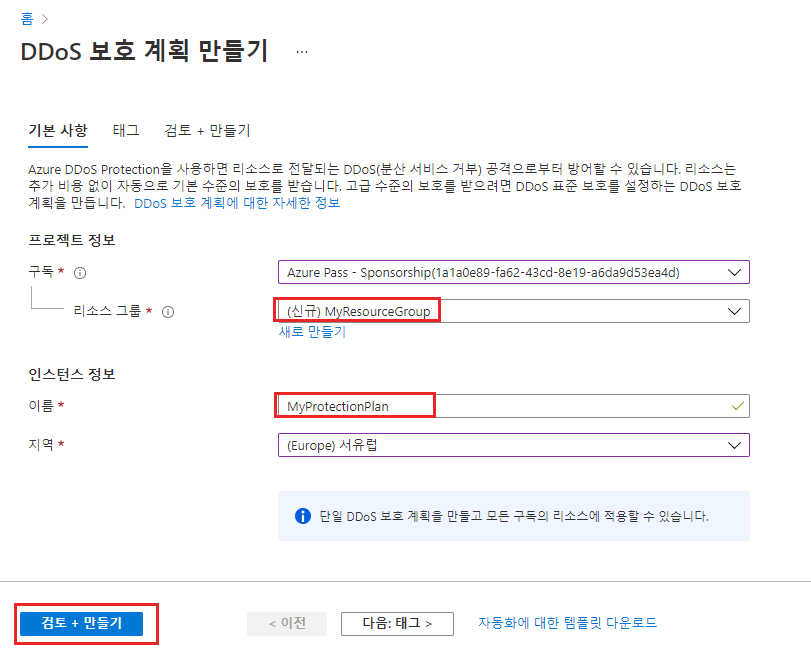 홈 >
DDoS 보호 계획 만들기 ...
기본 사항 태그 검토 + 만들기
Azure DDoS Protection을 사용하면 리소스로 전달되는 DDoS(분산 서비스 거부) 공격으로부터 방어할 수 있습니다. 리소스는
추가 비용 없이 자동으로 기본 수준의 보호를 받습니다. 고급 수준의 보호를 받으려면 DDoS 표준 보호를 설정하는 DDoS 보호
계획을 만듭니다. DDoS 보호 계획에 대한 자세한 정보
프로젝트 정보
구독 * Azure Pass - Sponsorship(1a1a0e89-fa62-43cd-8e19-a6da9d53ea4d)
리소스 그룹 * (신규) MyResourceGroup
새로 만들기
인스턴스 정보
이름 * MyProtectionPlan
지역 * (Europe) 서유럽
단일 DDoS 보호 계획을 만들고 모든 구독의 리소스에 적용할 수 있습니다.
검토 + 만들기 < 이전 다음: 태그 > 자동화에 대한 템플릿 다운로드